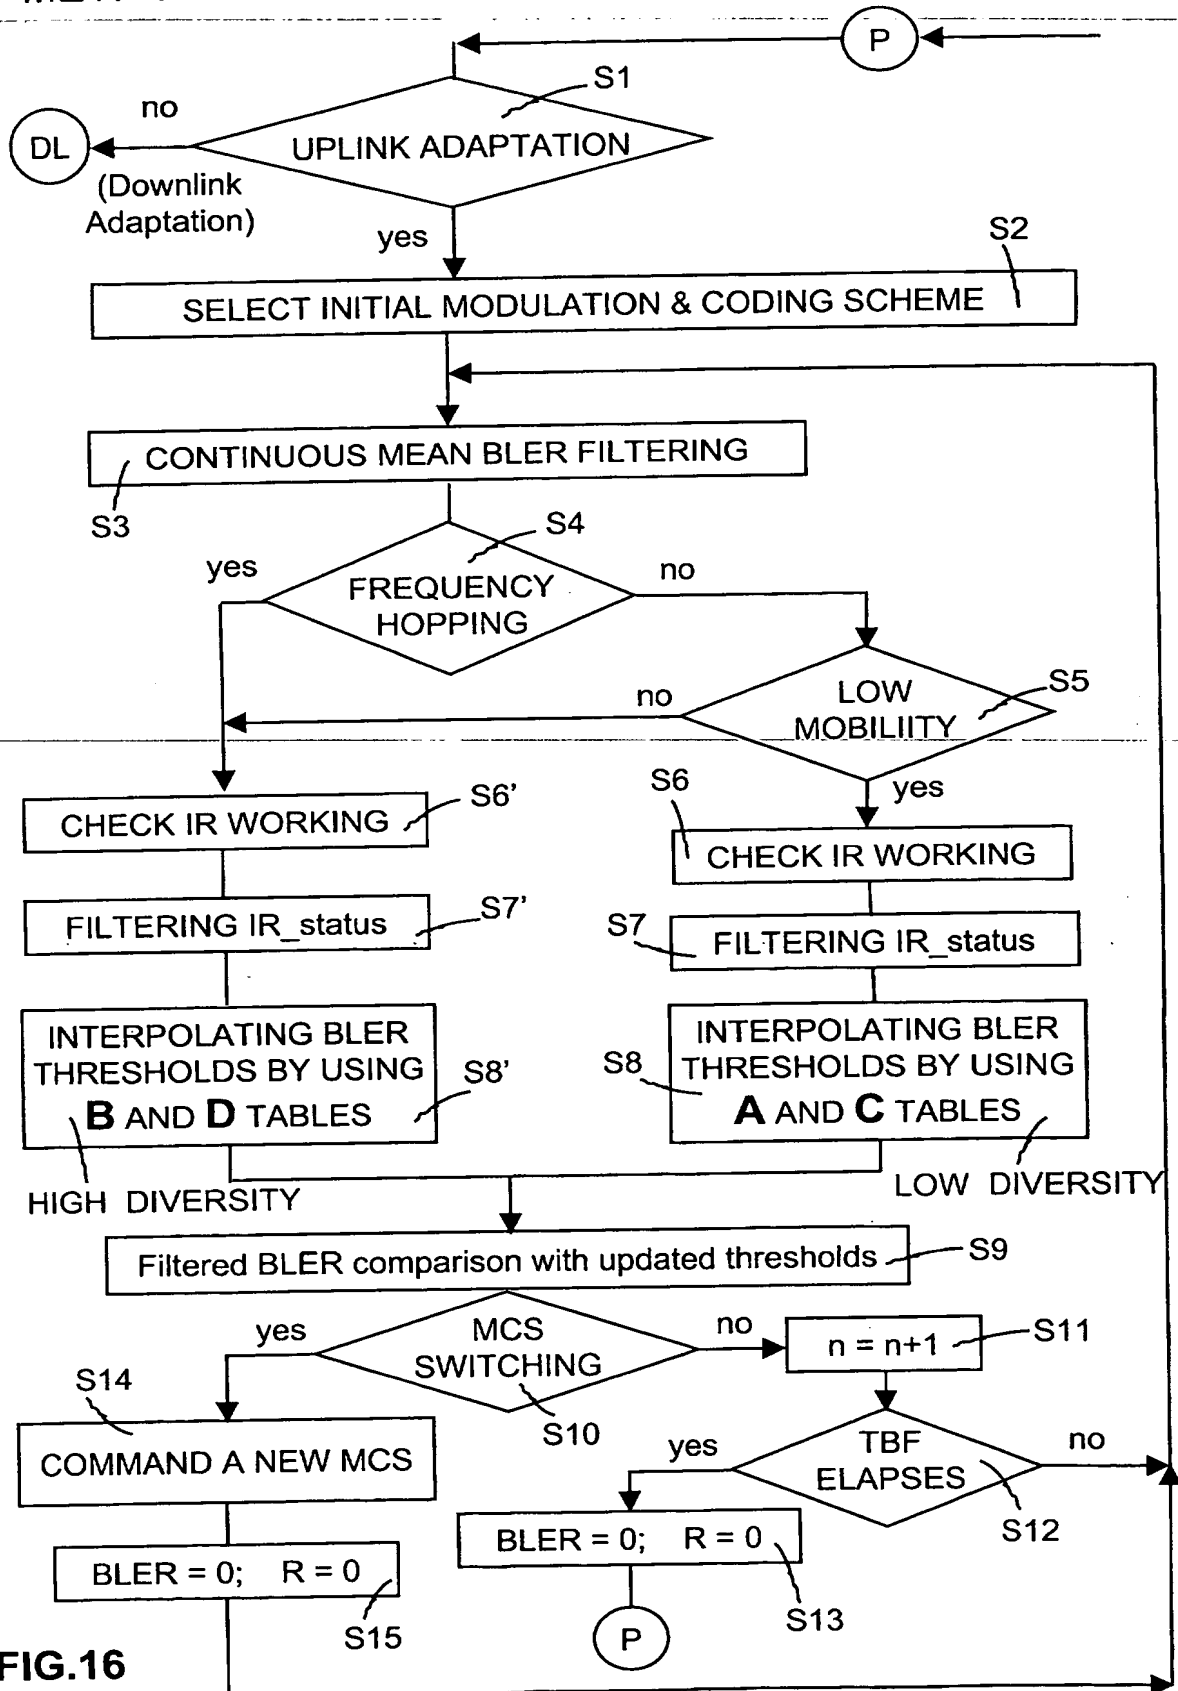 P
S1
no
DL
UPLINK ADAPTATION
(Downlink
Adaptation)
yes
S2
SELECT INITIAL MODULATION & CODING SCHEME
CONTINUOUS MEAN BLER FILTERING
S3
S4
yes
FREQUENCY
HOPPING
no
no
LOW
MOBILIITY
S5
yes
S6'
CHECK IR WORKING
S6
CHECK IR WORKING
S7'
FILTERING IR_status
S7
FILTERING IR_status
INTERPOLATING BLER
THRESHOLDS BY USING
B AND D TABLES
S8'
INTERPOLATING BLER
THRESHOLDS BY USING
A AND C TABLES
S8
HIGH DIVERSITY
LOW DIVERSITY
Filtered BLER comparison with updated thresholds
S9
yes
MCS
SWITCHING
no
S10
n = n+1
S11
S14
COMMAND A NEW MCS
yes
TBF
ELAPSES
no
S12
BLER = 0; R = 0
S15
BLER = 0; R = 0
S13
P
FIG.16